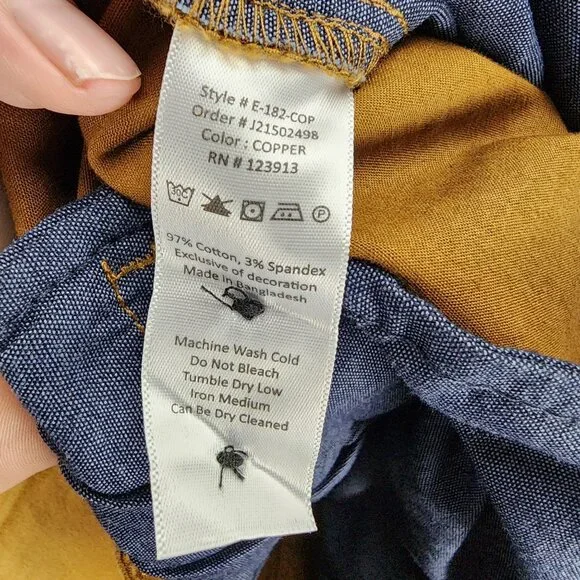 Style # E-182-COP
Order # J21502498
Color : COPPER
RN # 123913
97% Cotton, 3% Spandex
Exclusive of decoration
Made in Bangladesh
Machine Wash Cold
Do Not Bleach
Tumble Dry Low
Iron Medium
Can Be Dry Cleaned